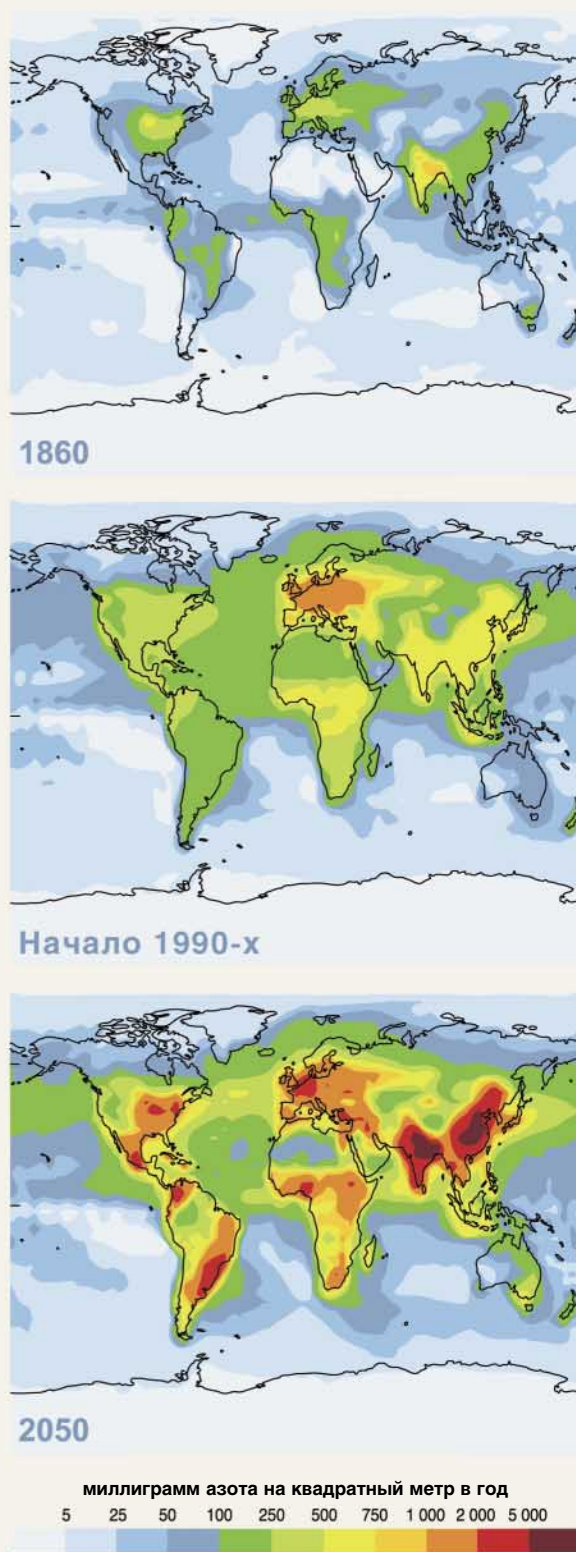 1860
Начало 1990-х
2050
миллиграмм азота на квадратный метр в год
5 25 50 100 250 500 750 1 000 2 000 5 000